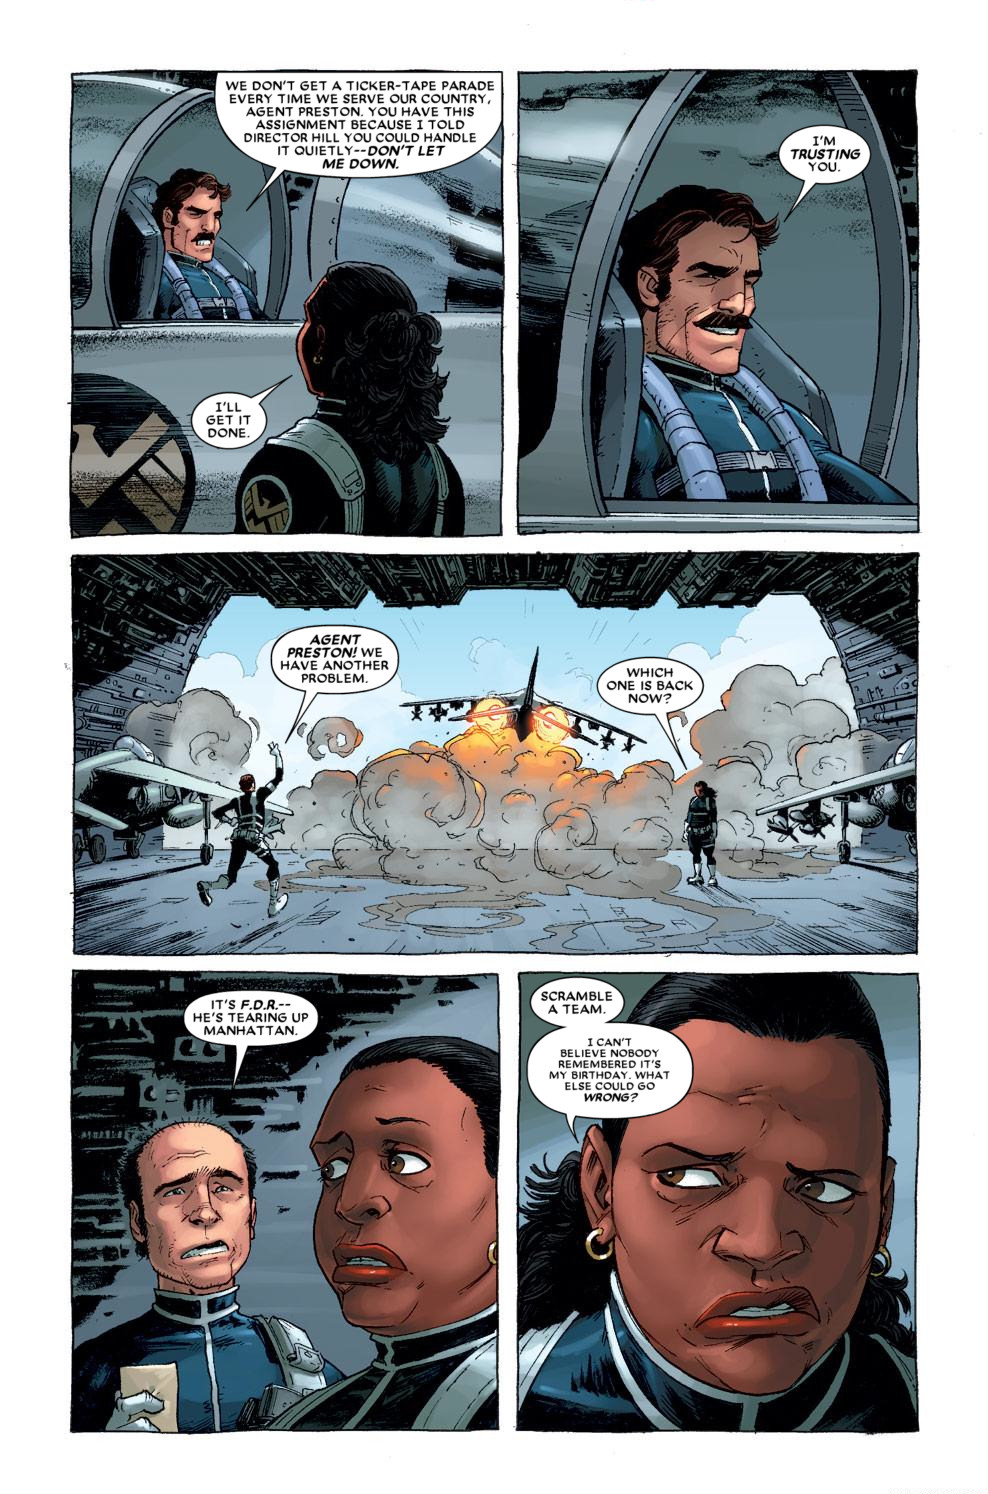 WE DON'T GET A TICKER-TAPE PARADE
EVERY TIME WE SERVE OUR COUNTRY,
AGENT PRESTON. YOU HAVE THIS
ASSIGNMENT BECAUSE I TOLD
DIRECTOR HILL YOU COULD HANDLE
IT QUIETLY--DON'T LET
ME DOWN.
I'LL
GET IT
DONE.
I'M
TRUSTING
YOU.
AGENT
PRESTON! WE
HAVE ANOTHER
PROBLEM.
WHICH
ONE IS BACK
NOW?
IT'S F.D.R.--
HE'S TEARING UP
MANHATTAN.
SCRAMBLE
A TEAM.
I CAN'T
BELIEVE NOBODY
REMEMBERED IT'S
MY BIRTHDAY. WHAT
ELSE COULD GO
WRONG?